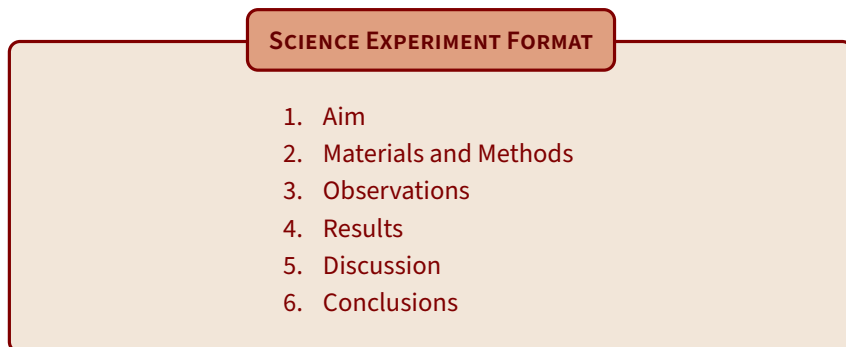 Science Experiment Format
1. Aim
2. Materials and Methods
3. Observations
4. Results
5. Discussion
6. Conclusions